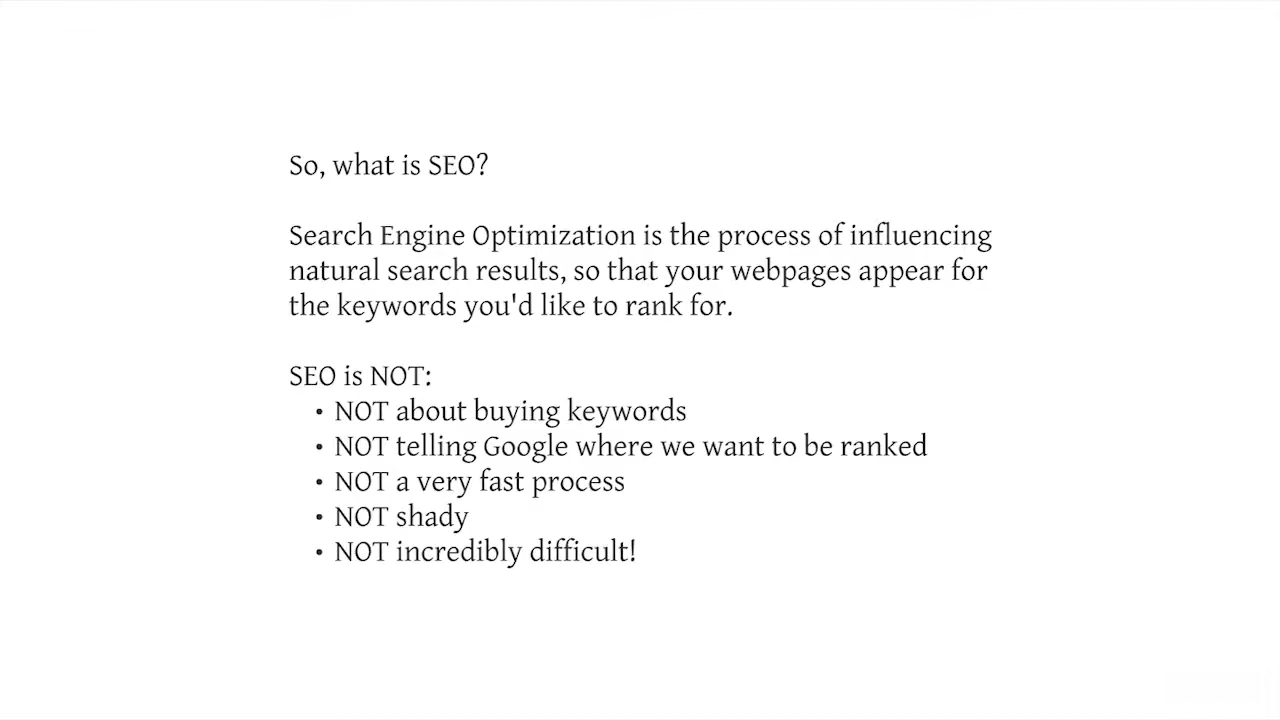 So, what is SEO?
Search Engine Optimization is the process of influencing
natural search results, so that your webpages appear for
the keywords you'd like to rank for.
SEO is NOT:
• NOT about buying keywords
• NOT telling Google where we want to be ranked
• NOT a very fast process
• NOT shady
• NOT incredibly difficult!